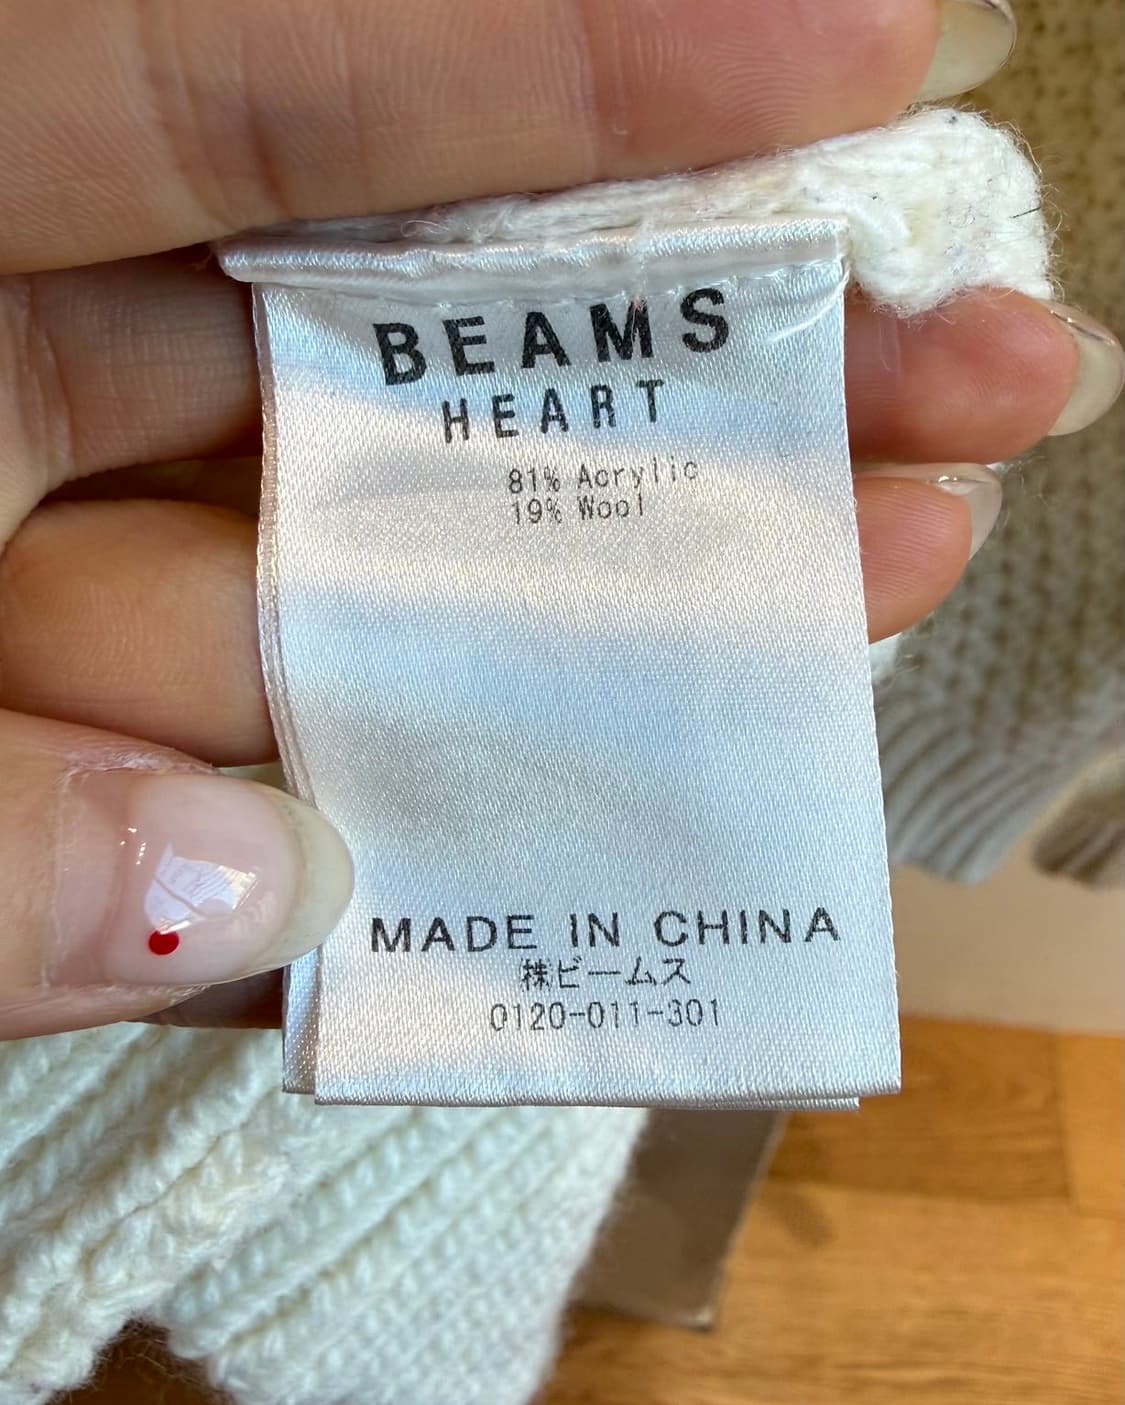 BEAMS
HEART
81% Acrylic
19% Wool
MADE IN CHINA
㈱ビームス
0120-011-301